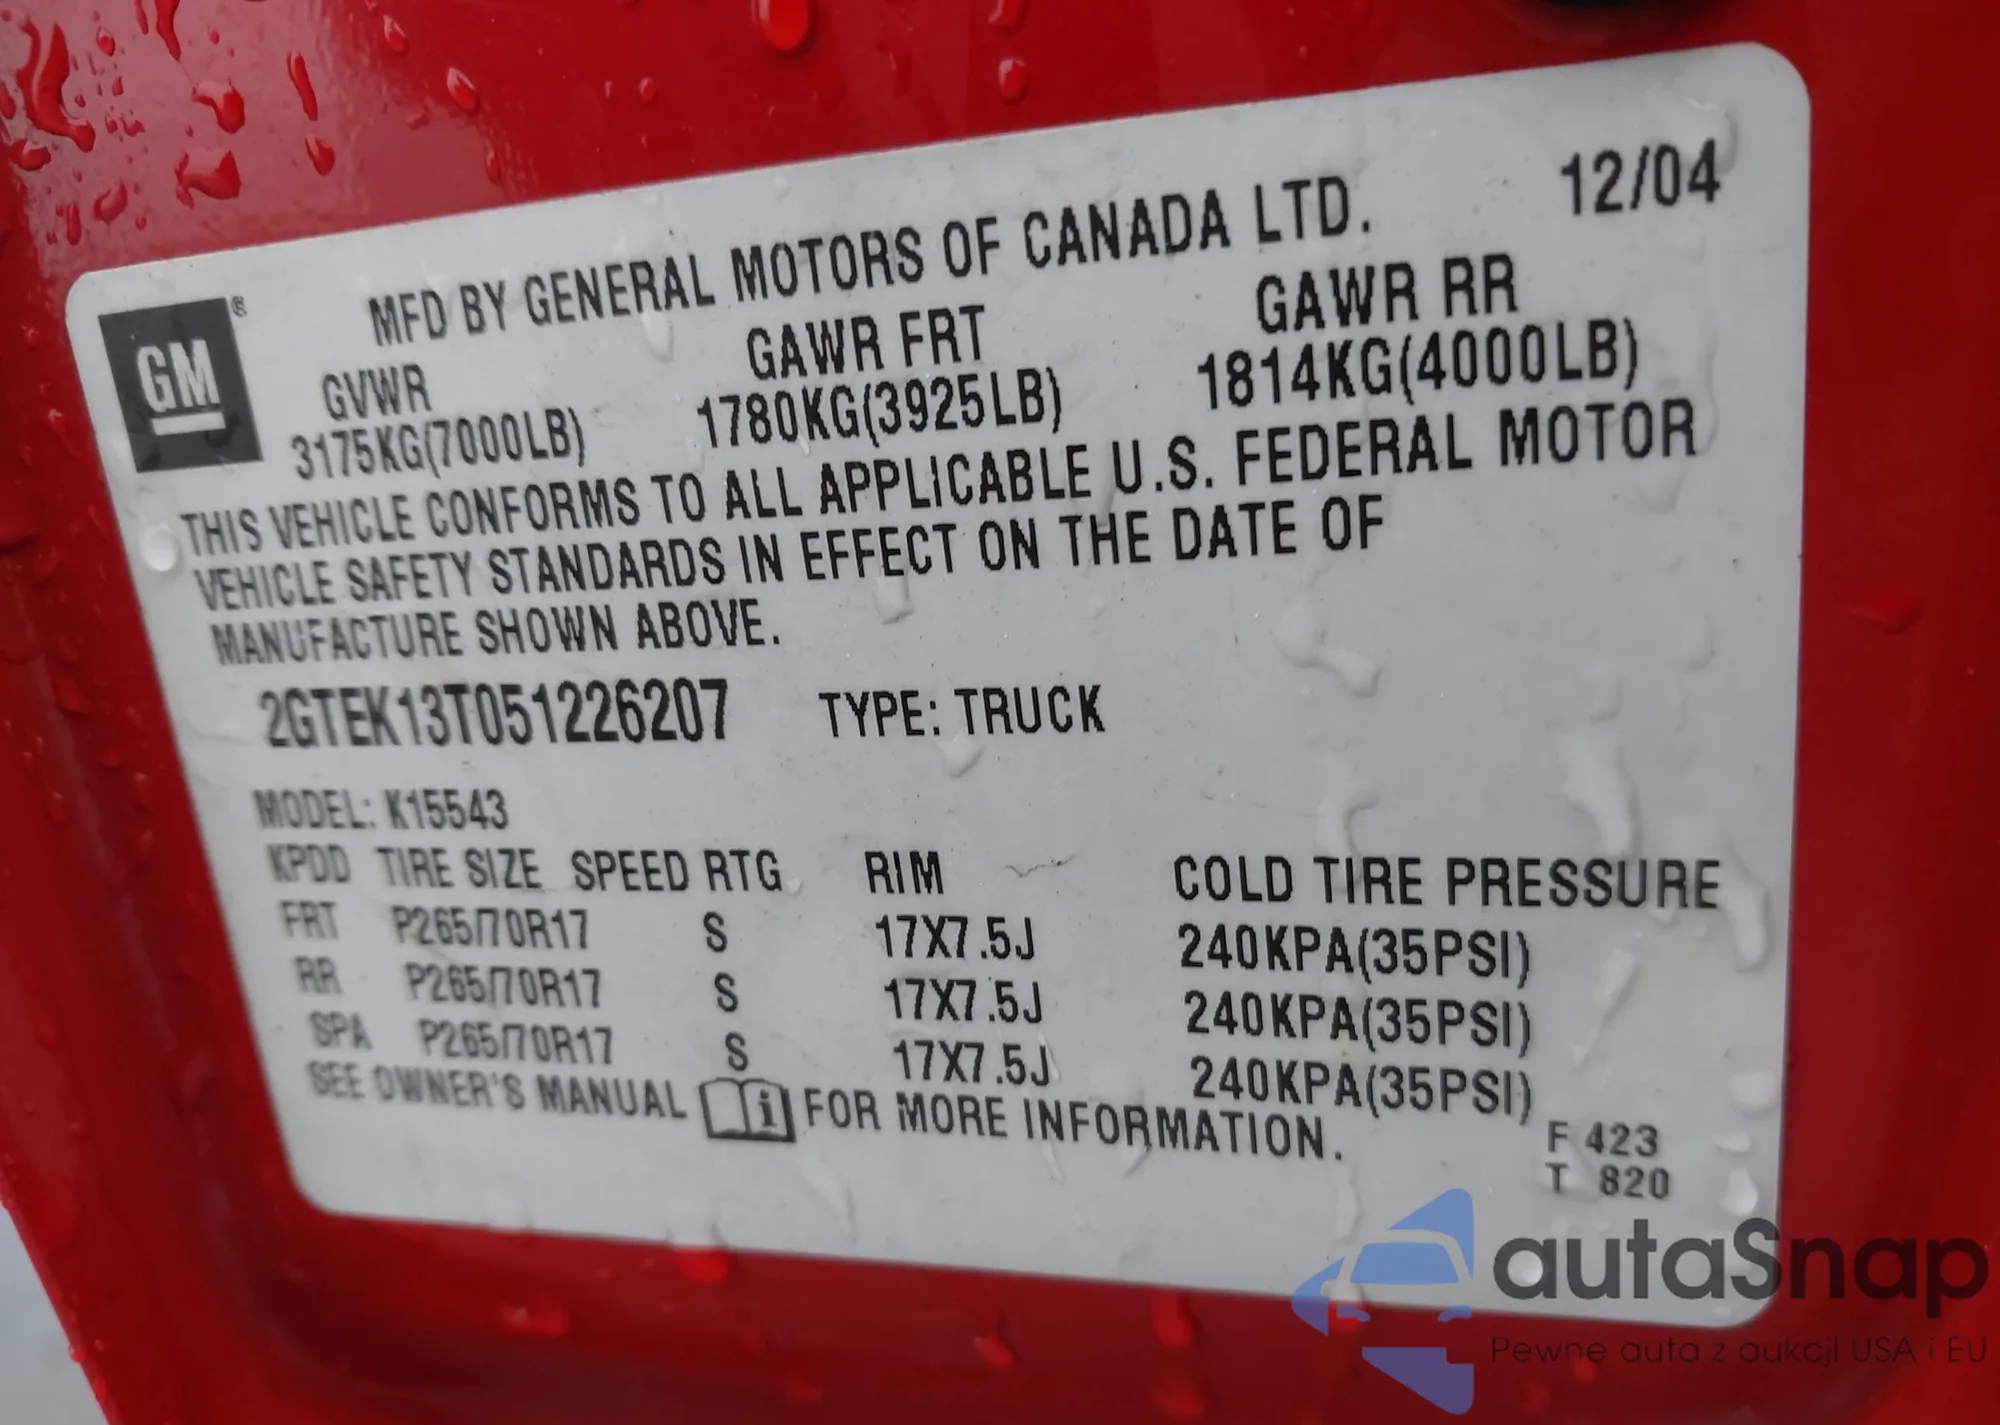 12/04
MFD BY GENERAL MOTORS OF CANADA LTD.
GM ®
GVWR GAWR FRT GAWR RR
3175KG(7000LB) 1780KG(3925LB) 1814KG(4000LB)
THIS VEHICLE CONFORMS TO ALL APPLICABLE U.S. FEDERAL MOTOR
VEHICLE SAFETY STANDARDS IN EFFECT ON THE DATE OF
MANUFACTURE SHOWN ABOVE.
2GTEK13T051226207 TYPE: TRUCK
MODEL: K15543
KPDD TIRE SIZE SPEED RTG RIM COLD TIRE PRESSURE
FRT P265/70R17 S 17X7.5J 240KPA(35PSI)
RR P265/70R17 S 17X7.5J 240KPA(35PSI)
SPA P265/70R17 S 17X7.5J 240KPA(35PSI)
SEE OWNER'S MANUAL i FOR MORE INFORMATION.
F 423
T 820
autaSnap
Pewne auta z aukcji USA i EU